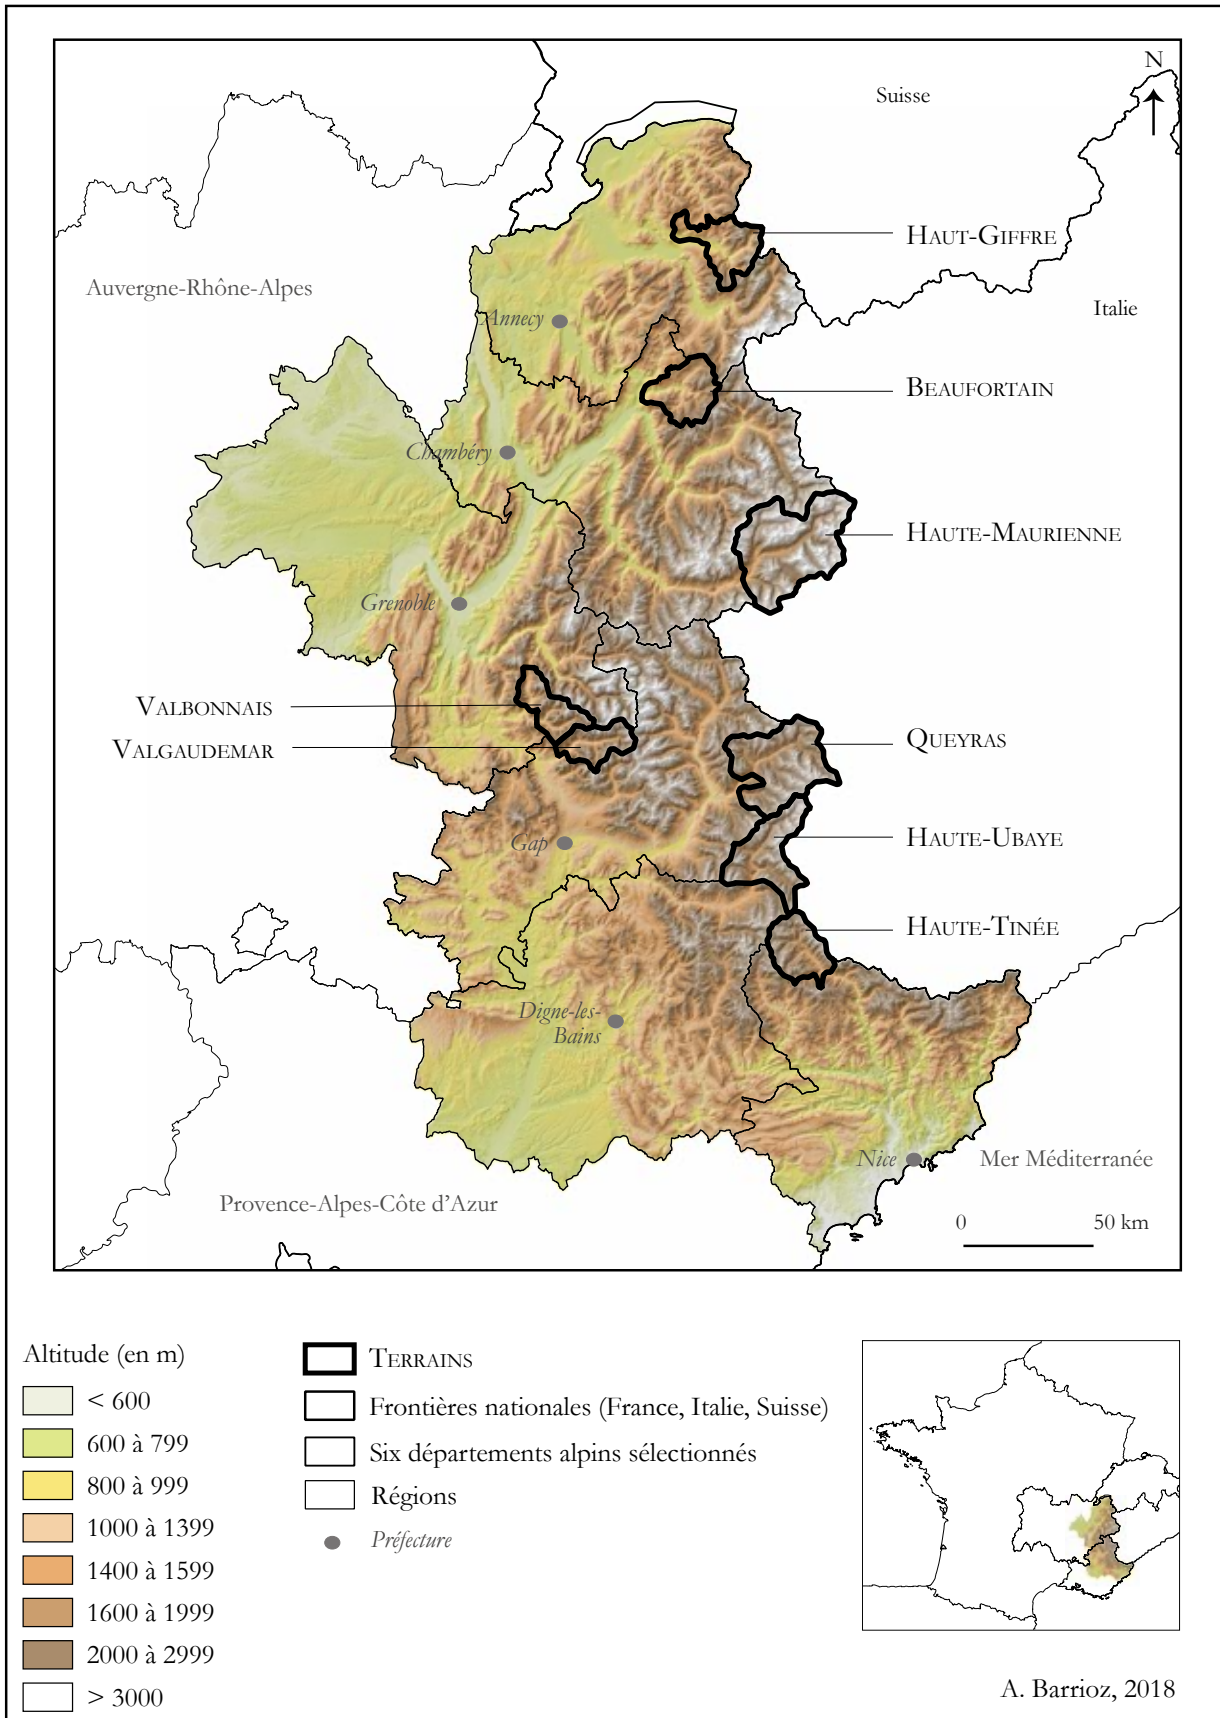 N
Suisse
HAUT-GIFFRE
Auvergne-Rhône-Alpes
Italie
Annecy
BEAUFORTAIN
Chambéry
HAUTE-MAURIENNE
Grenoble
VALBONNAIS
VALGAUDEMAR
QUEYRAS
Gap
HAUTE-UBAYE
HAUTE-TINÉE
Digne-les-
Bains
Nice
Mer Méditerranée
Provence-Alpes-Côte d'Azur
0 50 km
Altitude (en m)
< 600
600 à 799
800 à 999
1000 à 1399
1400 à 1599
1600 à 1999
2000 à 2999
> 3000
TERRAINS
Frontières nationales (France, Italie, Suisse)
Six départements alpins sélectionnés
Régions
Préfecture
A. Barrioz, 2018